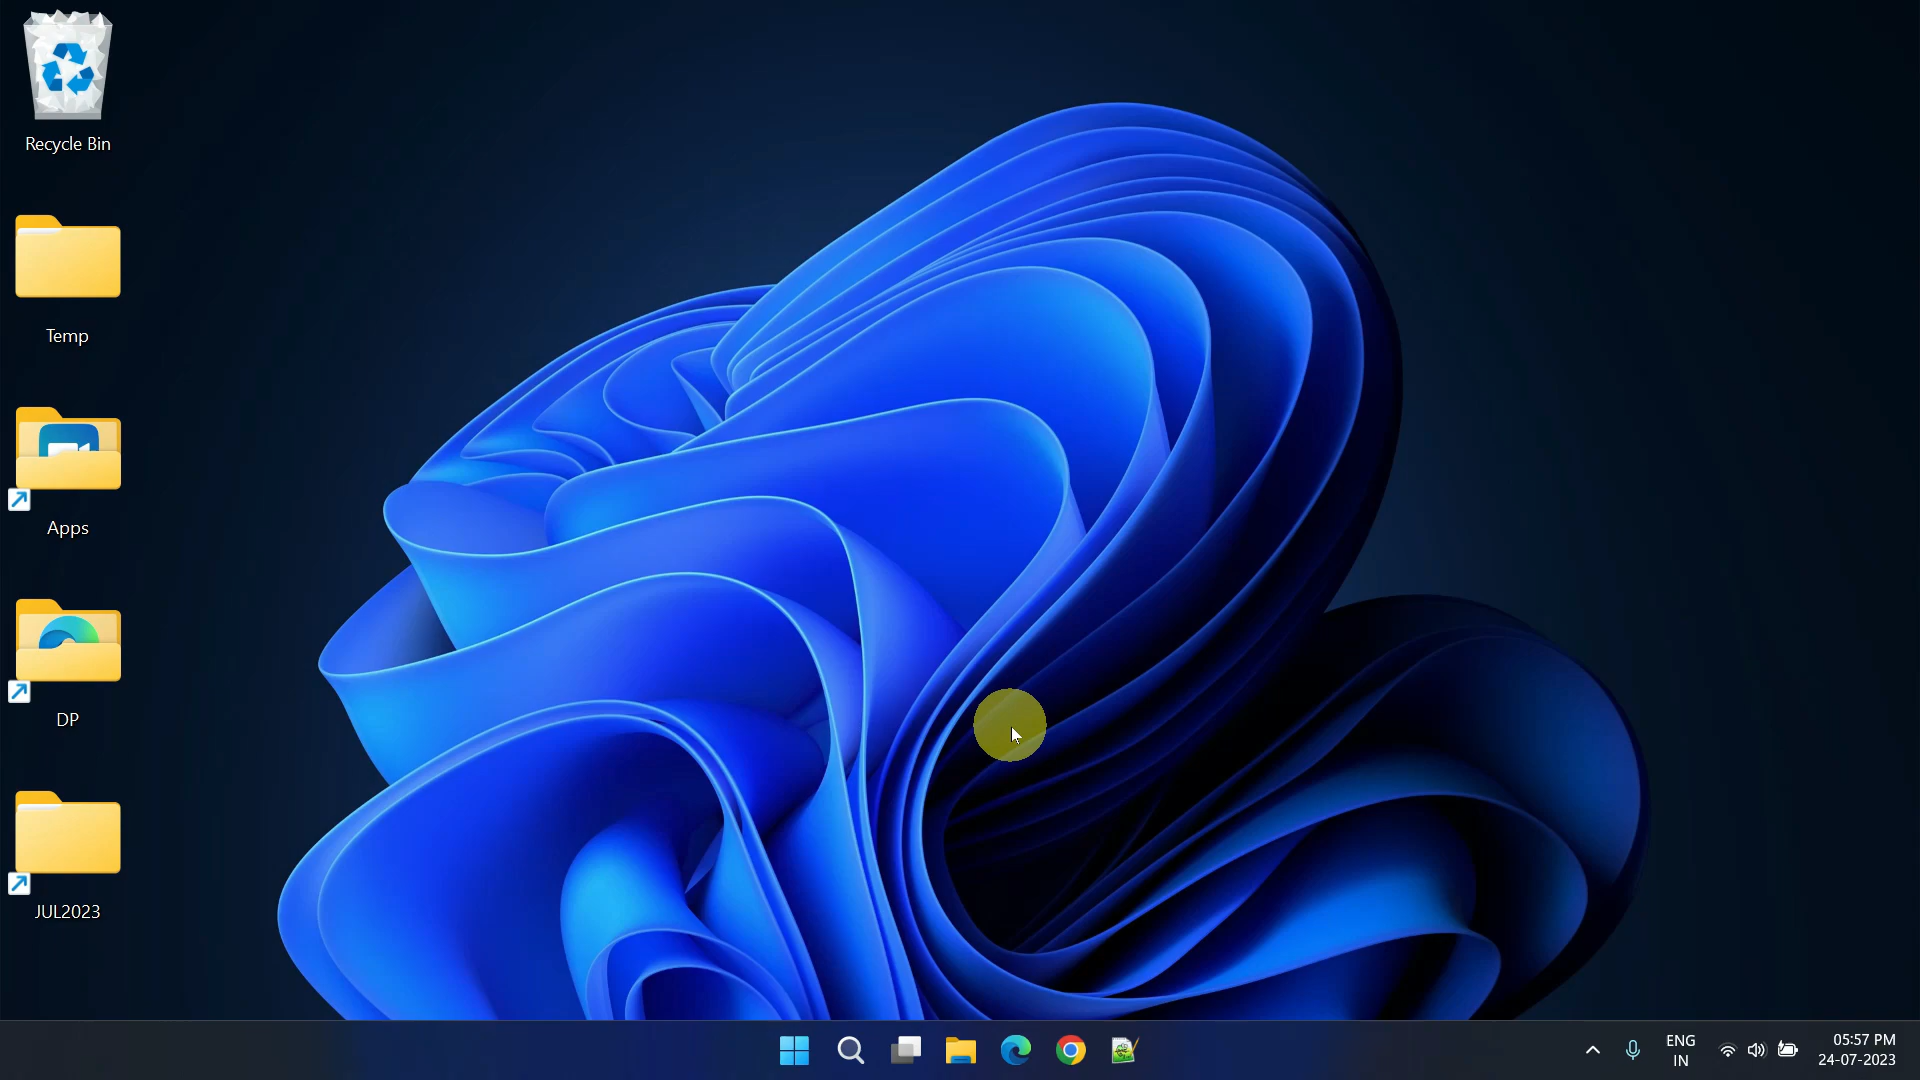 Recycle Bin
Temp
Apps
DP
JUL2023
ENG
IN
05:57 PM
24-07-2023